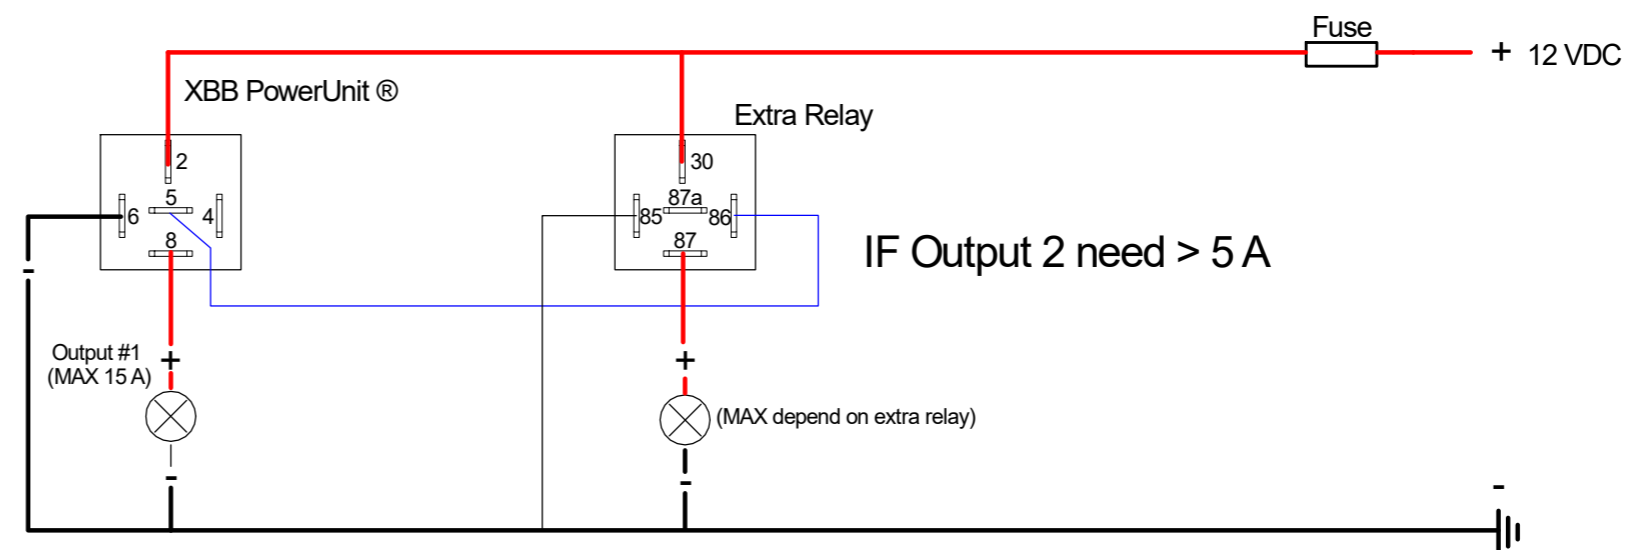 Fuse
+ 12 VDC
XBB PowerUnit ®
Extra Relay
2
30
5
87a
6
4
85
86
8
87
IF Output 2 need > 5 A
-
Output #1
(MAX 15 A)
+
+
(MAX depend on extra relay)
-
-
-